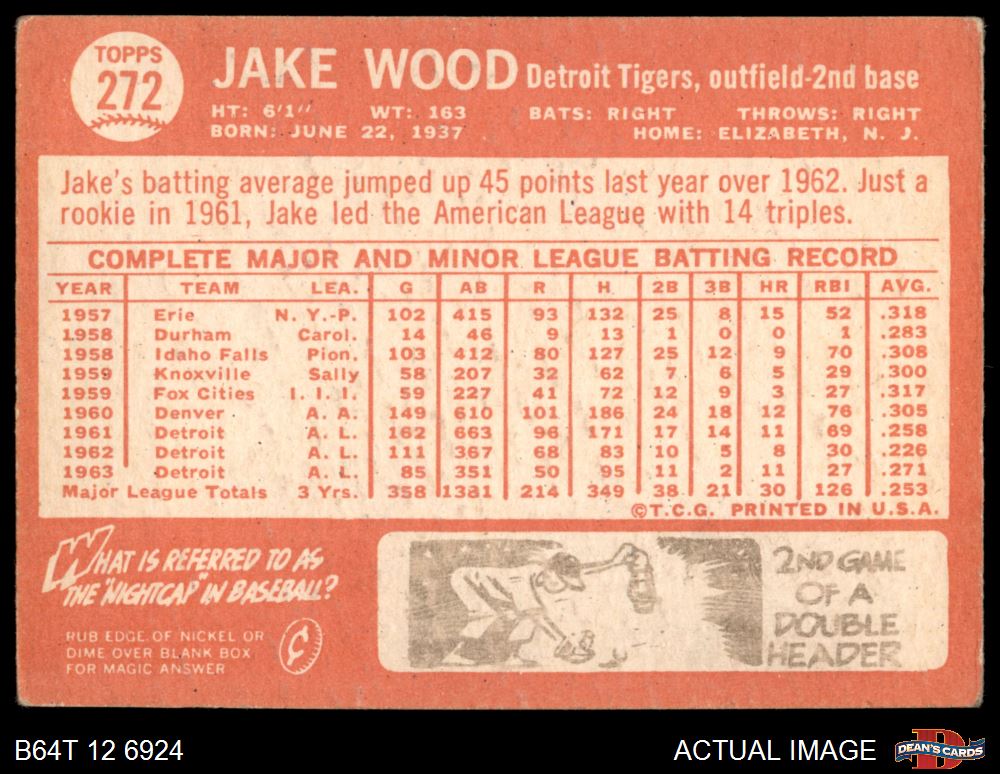 TOPPS
272
JAKE WOOD Detroit Tigers, outfield-2nd base
HT: 6'1" WT: 163 BATS: RIGHT THROWS: RIGHT
BORN: JUNE 22, 1937 HOME: ELIZABETH, N. J.
Jake's batting average jumped up 45 points last year over 1962. Just a
rookie in 1961, Jake led the American League with 14 triples.
COMPLETE MAJOR AND MINOR LEAGUE BATTING RECORD
YEAR TEAM LEA. G AB R H 2B 3B HR RBI AVG.
1957 Erie N. Y.-P. 102 415 93 132 25 8 15 52 .318
1958 Durham Carol. 14 46 9 13 1 0 0 1 .283
1958 Idaho Falls Pion. 103 412 80 127 25 12 9 70 .308
1959 Knoxville Sally 58 207 32 62 7 6 5 29 .300
1959 Fox Cities I. I. I. 59 227 41 72 12 9 3 27 .317
1960 Denver A. A. 149 610 101 186 24 18 12 76 .305
1961 Detroit A. L. 162 663 96 171 17 14 11 69 .258
1962 Detroit A. L. 111 367 68 83 10 5 8 30 .226
1963 Detroit A. L. 85 351 50 95 11 2 11 27 .271
Major League Totals 3 Yrs. 358 1381 214 349 38 21 30 126 .253
©T.C.G. PRINTED IN U.S.A.
WHAT IS REFERRED TO AS
THE "NIGHTCAP" IN BASEBALL?
RUB EDGE OF NICKEL OR
DIME OVER BLANK BOX
FOR MAGIC ANSWER
¢
2ND GAME
OF A
DOUBLE
HEADER
B64T 12 6924
ACTUAL IMAGE
D
DEAN'S CARDS